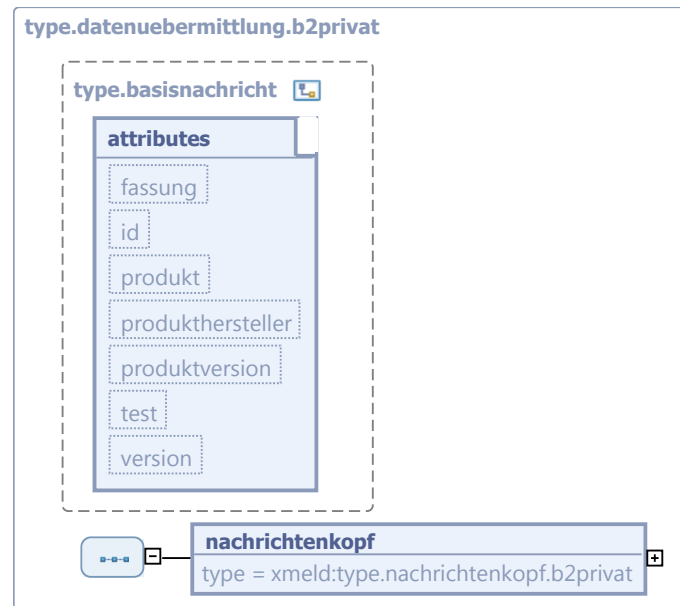 type.datenuebermittlung.b2privat
type.basisnachricht
attributes
fassung
id
produkt
produkthersteller
produktversion
test
version
nachrichtenkopf
type = xmeld:type.nachrichtenkopf.b2privat